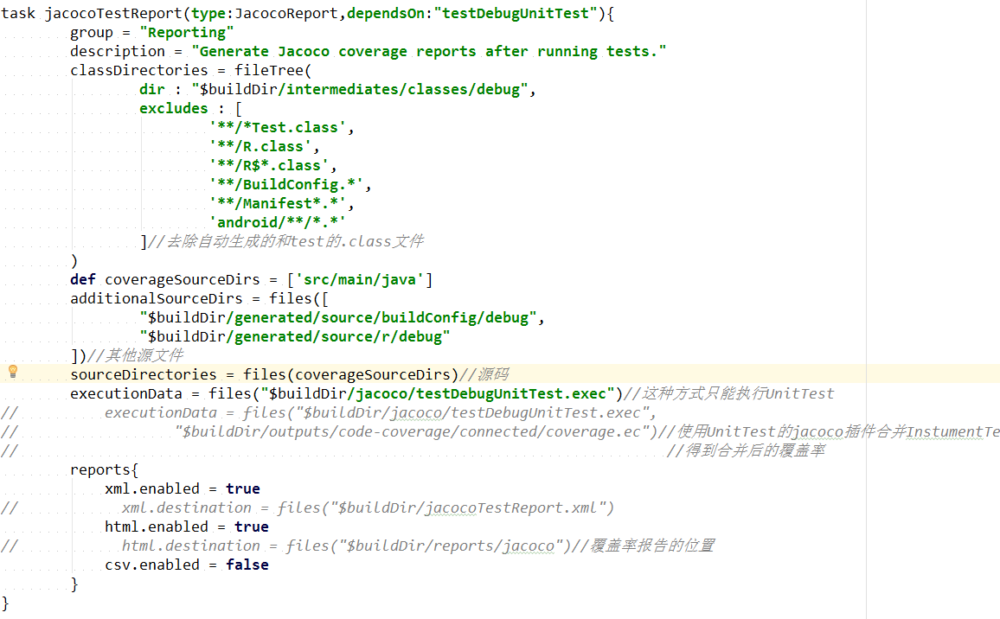 task jacocoTestReport(type:JacocoReport,dependsOn:"testDebugUnitTest"){
        group = "Reporting"
        description = "Generate Jacoco coverage reports after running tests."
        classDirectories = fileTree(
                dir : "$buildDir/intermediates/classes/debug",
                excludes : [
                        '**/*Test.class',
                        '**/R.class',
                        '**/R$*.class',
                        '**/BuildConfig.*',
                        '**/Manifest*.*',
                        'android/**/*.*'
                ]//去除自动生成的和test的.class文件
        )
        def coverageSourceDirs = ['src/main/java']
        additionalSourceDirs = files([
                "$buildDir/generated/source/buildConfig/debug",
                "$buildDir/generated/source/r/debug"
        ])//其他源文件
        sourceDirectories = files(coverageSourceDirs)//源码
        executionData = files("$buildDir/jacoco/testDebugUnitTest.exec")//这种方式只能执行UnitTest
//          executionData = files("$buildDir/jacoco/testDebugUnitTest.exec",
//                  "$buildDir/outputs/code-coverage/connected/coverage.ec")//使用UnitTest的jacoco插件合并InstumentTe
//                                                                           //得到合并后的覆盖率
        reports{
            xml.enabled = true
//            xml.destination = files("$buildDir/jacocoTestReport.xml")
            html.enabled = true
//            html.destination = files("$buildDir/reports/jacoco")//覆盖率报告的位置
            csv.enabled = false
        }
}